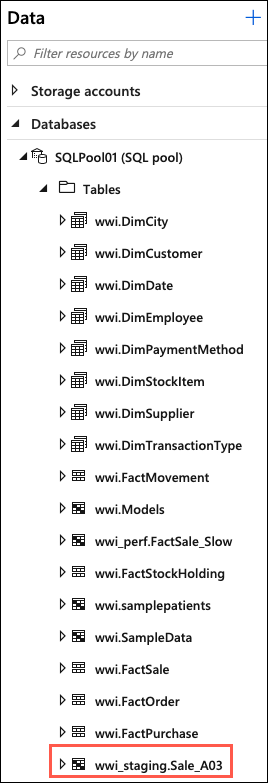 Data
Filter resources by name
Storage accounts
Databases
SQLPool01 (SQL pool)
Tables
wwi.DimCity
wwi.DimCustomer
wwi.DimDate
wwi.DimEmployee
wwi.DimPaymentMethod
wwi.DimStockItem
wwi.DimSupplier
wwi.DimTransactionType
wwi.FactMovement
wwi.Models
wwi_perf.FactSale_Slow
wwi.FactStockHolding
wwi.samplepatients
wwi.SampleData
wwi.FactSale
wwi.FactOrder
wwi.FactPurchase
wwi_staging.Sale_A03